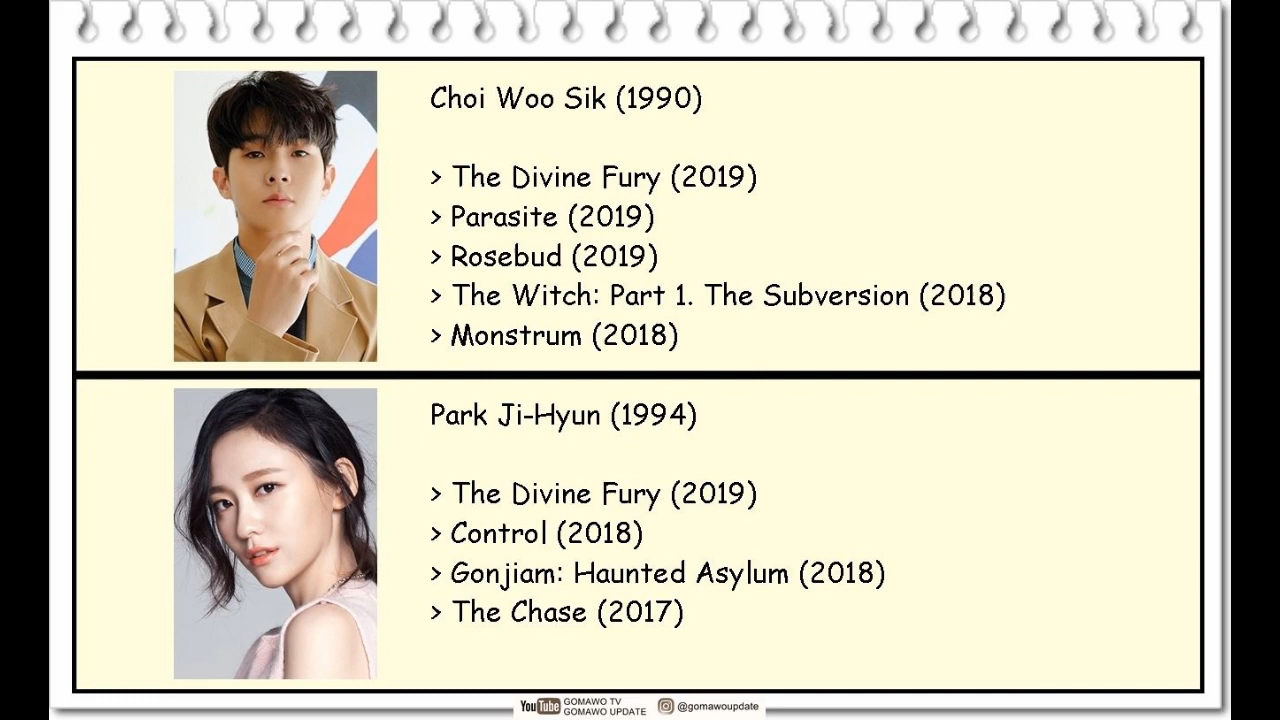 Choi Woo Sik (1990)
> The Divine Fury (2019)
> Parasite (2019)
> Rosebud (2019)
> The Witch: Part 1. The Subversion (2018)
> Monstrum (2018)
Park Ji-Hyun (1994)
> The Divine Fury (2019)
> Control (2018)
> Gonjiam: Haunted Asylum (2018)
> The Chase (2017)
YouTube GOMAWO TV
GOMAWO UPDATE
@gomawoupdate